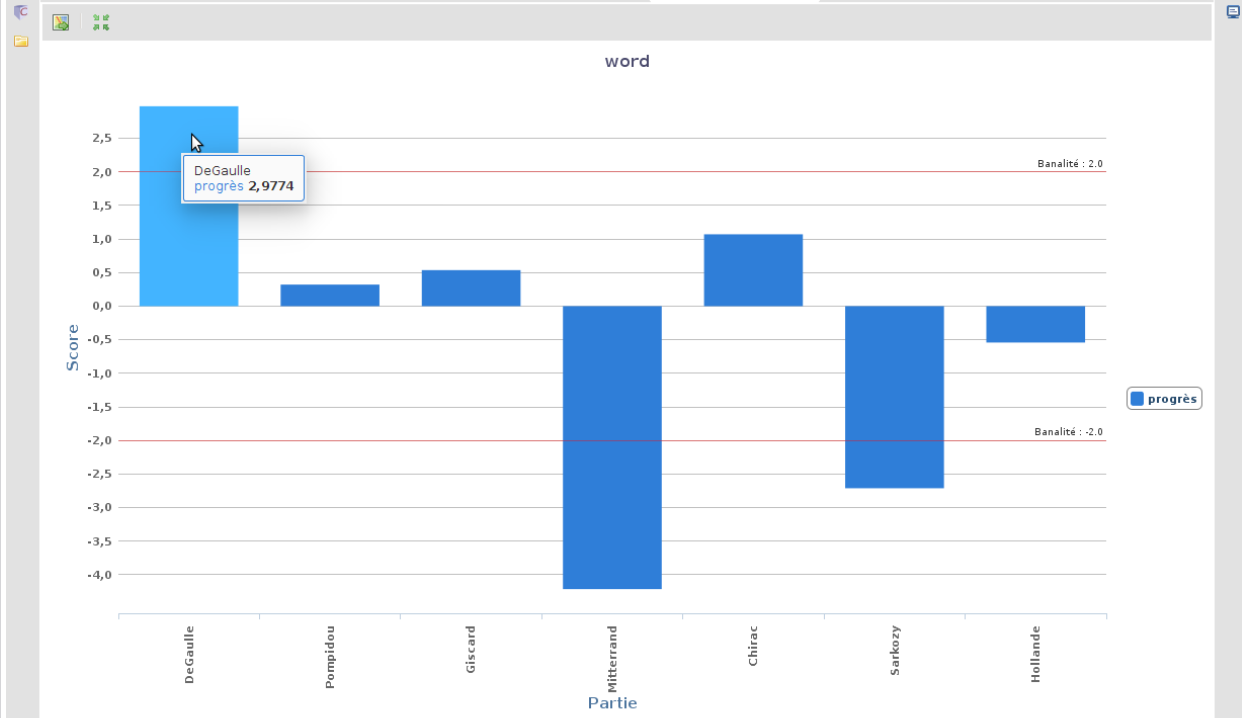 word
2,5
2,0
1,5
1,0
0,5
0,0
-0,5
-1,0
-1,5
-2,0
-2,5
-3,0
-3,5
-4,0
Score
DeGaulle
progrès 2,9774
Banalité : 2.0
Banalité : -2.0
progrès
DeGaulle
Pompidou
Giscard
Mitterrand
Chirac
Sarkozy
Hollande
Partie